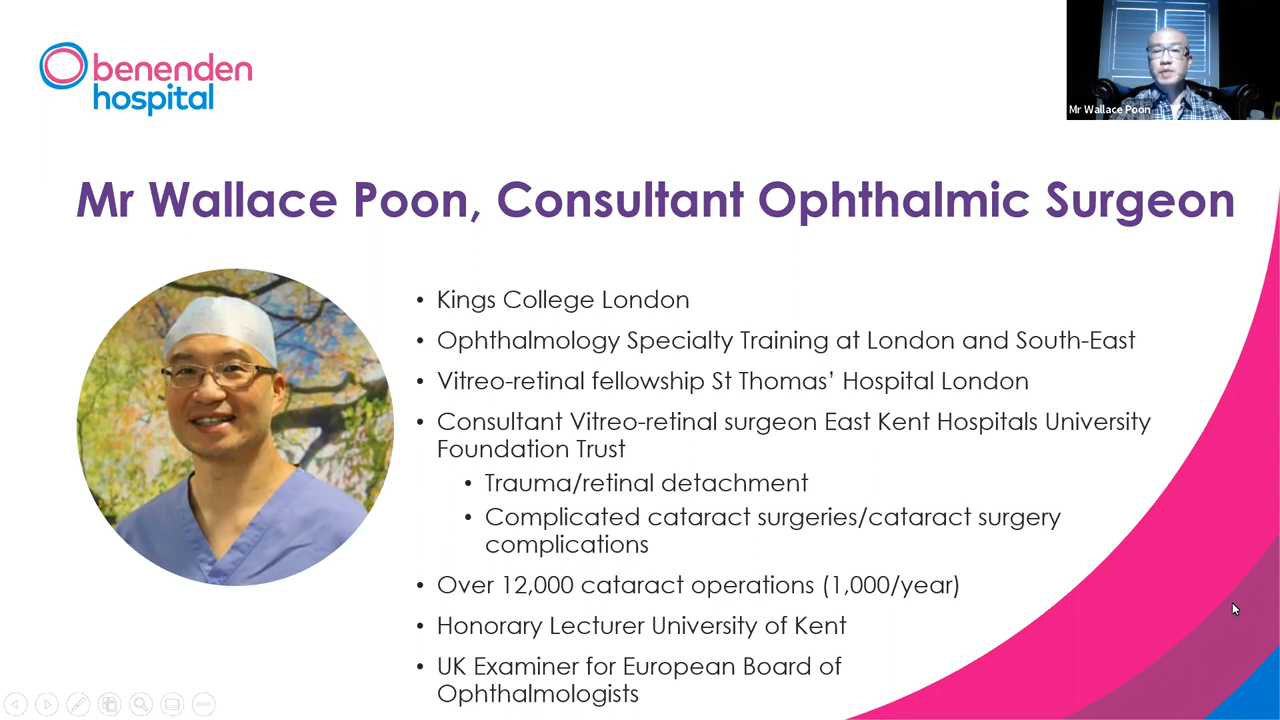 benenden
hospital
Mr Wallace Poon
Mr Wallace Poon, Consultant Ophthalmic Surgeon
• Kings College London
• Ophthalmology Specialty Training at London and South-East
• Vitreo-retinal fellowship St Thomas’ Hospital London
• Consultant Vitreo-retinal surgeon East Kent Hospitals University
Foundation Trust
• Trauma/retinal detachment
• Complicated cataract surgeries/cataract surgery
complications
• Over 12,000 cataract operations (1,000/year)
• Honorary Lecturer University of Kent
• UK Examiner for European Board of
Ophthalmologists